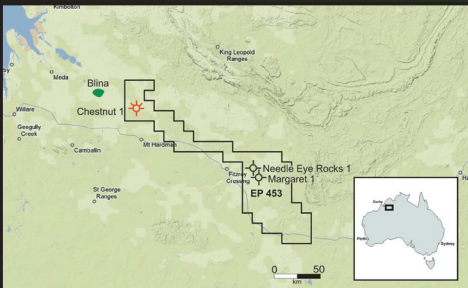 Kimbolton
King Leopold
Ranges
Meda
Blina
Chestnut 1
Willare
Geegully
Creek
Camballin
Mt Hardman
Fitzroy
Crossing
Needle Eye Rocks 1
Margaret 1
EP 453
St George
Ranges
Derby
Sydney
0 50
km